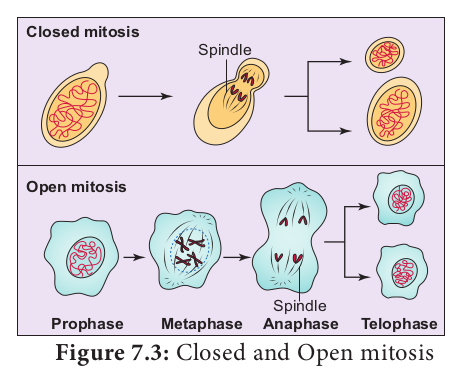 Closed mitosis
Spindle
Open mitosis
Spindle
Prophase Metaphase Anaphase Telophase
Figure 7.3: Closed and Open mitosis